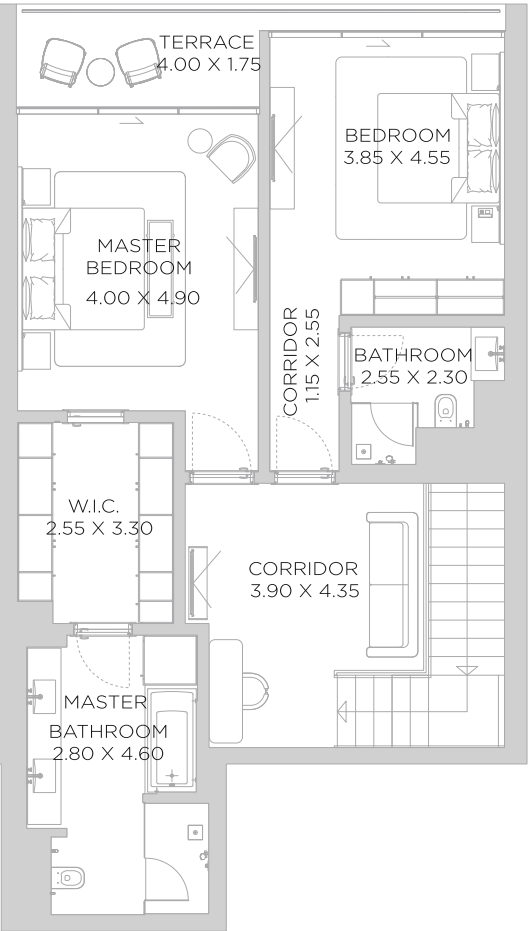 TERRACE
4.00 X 1.75
BEDROOM
3.85 X 4.55
MASTER
BEDROOM
4.00 X 4.90
CORRIDOR
1.15 X 2.55
BATHROOM
2.55 X 2.30
W.I.C.
2.55 X 3.30
CORRIDOR
3.90 X 4.35
MASTER
BATHROOM
2.80 X 4.60